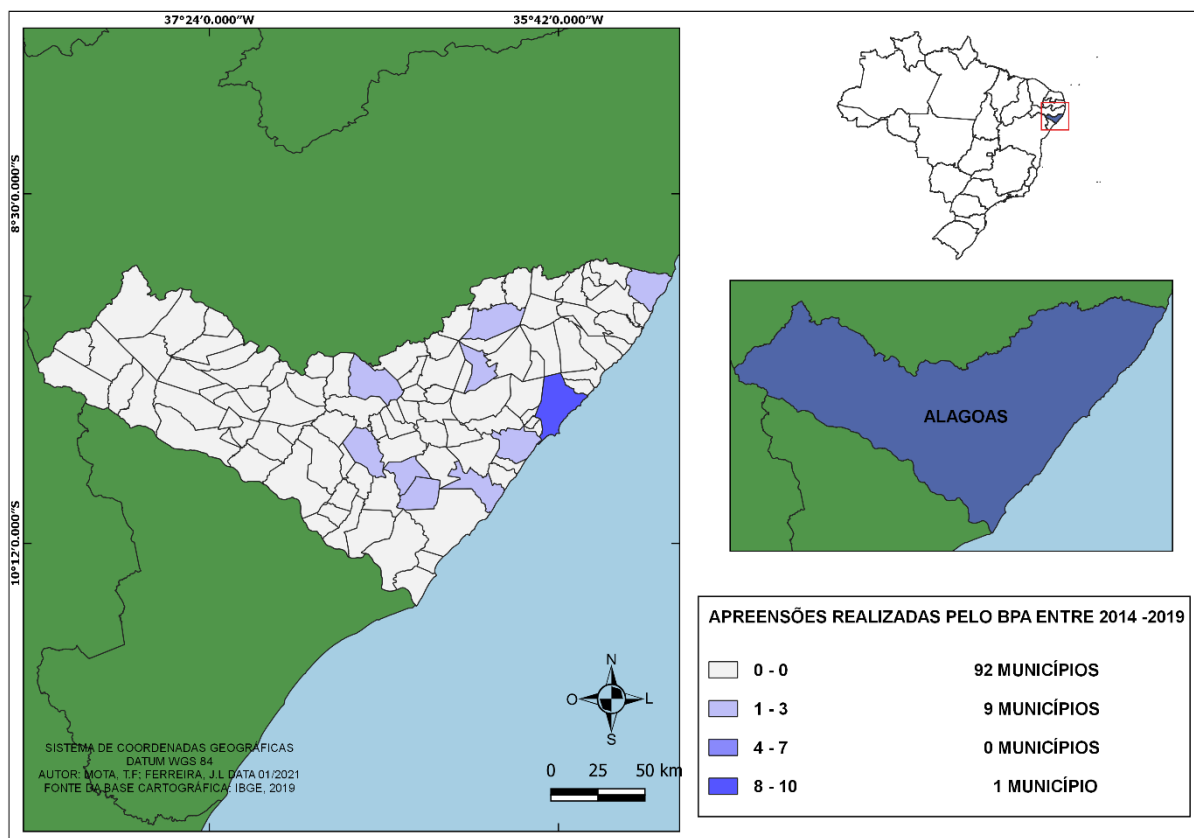 37°24'0.000"W
35°42'0.000"W
8°30'0.000"S
10°12'0.000"S
ALAGOAS
N
O
L
S
0 25 50 km
SISTEMA DE COORDENADAS GEOGRÁFICAS
DATUM WGS 84
AUTOR: MOTA, T.F; FERREIRA, J.L DATA 01/2021
FONTE DA BASE CARTOGRÁFICA: IBGE, 2019
APREENSÕES REALIZADAS PELO BPA ENTRE 2014 -2019
0 - 0 92 MUNICÍPIOS
1 - 3 9 MUNICÍPIOS
4 - 7 0 MUNICÍPIOS
8 - 10 1 MUNICÍPIO